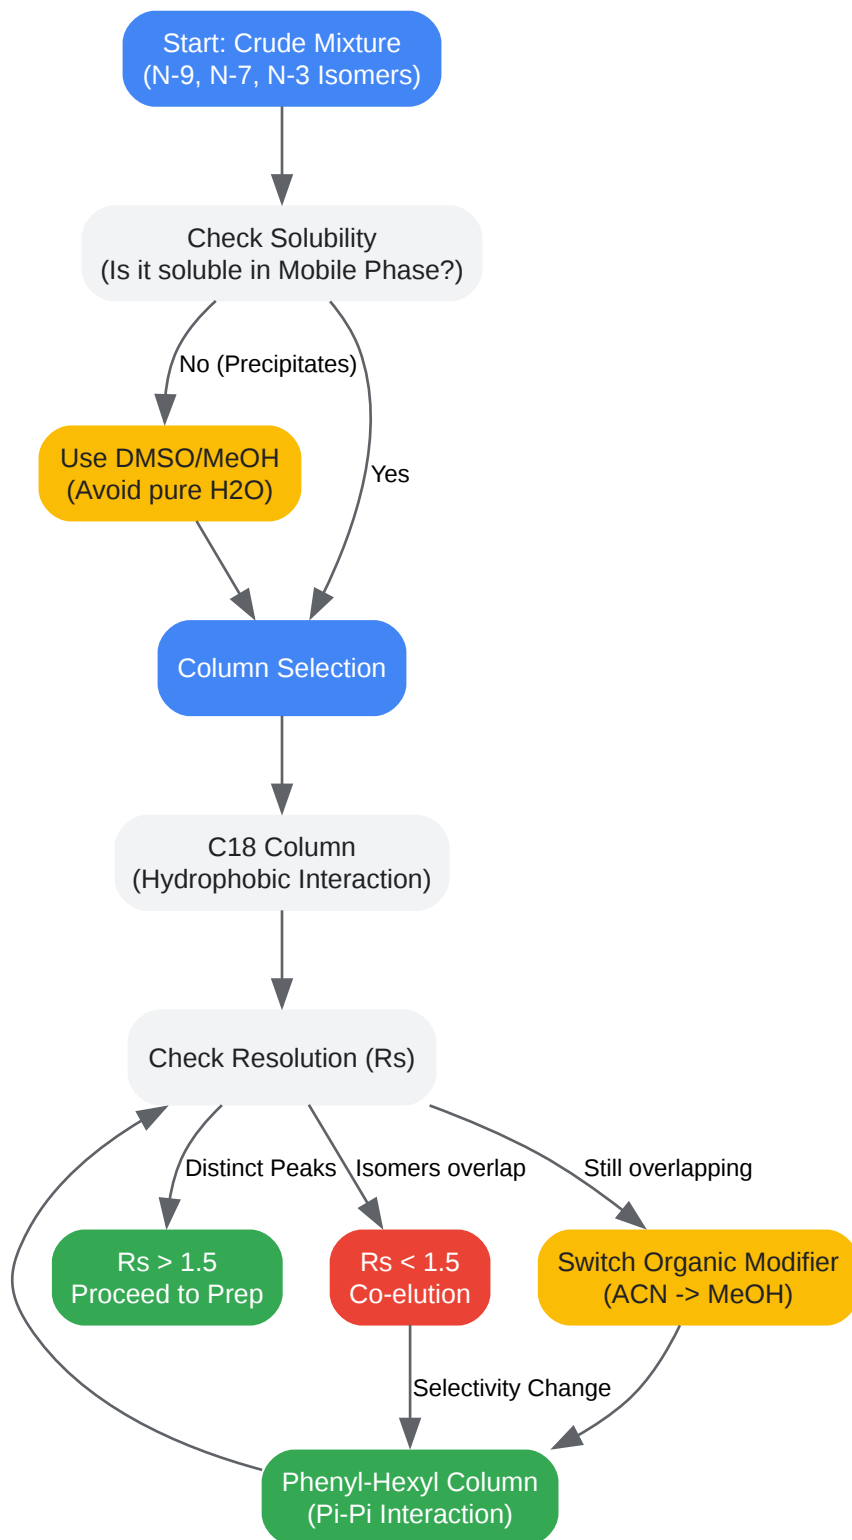 Start: Crude Mixture
(N-9, N-7, N-3 Isomers)
Check Solubility
(Is it soluble in Mobile Phase?)
No (Precipitates)
Use DMSO/MeOH
(Avoid pure H2O)
Yes
Column Selection
C18 Column
(Hydrophobic Interaction)
Check Resolution (Rs)
Distinct Peaks
Isomers overlap
Still overlapping
Rs > 1.5
Proceed to Prep
Rs < 1.5
Co-elution
Switch Organic Modifier
(ACN -> MeOH)
Selectivity Change
Phenyl-Hexyl Column
(Pi-Pi Interaction)